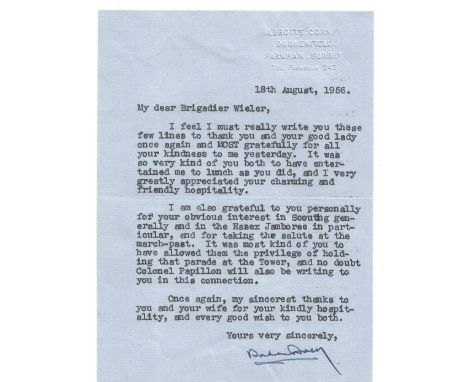 ABBOTTS CORNER
DOCKENFIELD
FARNHAM, SURREY
18th August, 1956.
My dear Brigadier Wieler,
I feel I must really write you these
few lines to thank you and your good lady
once again and MOST gratefully for all
your kindness to me yesterday. It was
so very kind of you both to have enter-
tained me to lunch as you did, and I very
greatly appreciated your charming and
friendly hospitality.
I am also grateful to you personally
for your obvious interest in Scouting gen-
erally and in the Essex Jamboree in par-
ticular, and for taking the salute at the
march-past. It was most kind of you to
have allowed them the privilege of hold-
ing that parade at the Tower, and no doubt
Colonel Papillon will also be writing to
you in this connection.
Once again, my sincerest thanks to
you and your wife for your kindly hospit-
ality, and every good wish to you both.
Yours very sincerely,